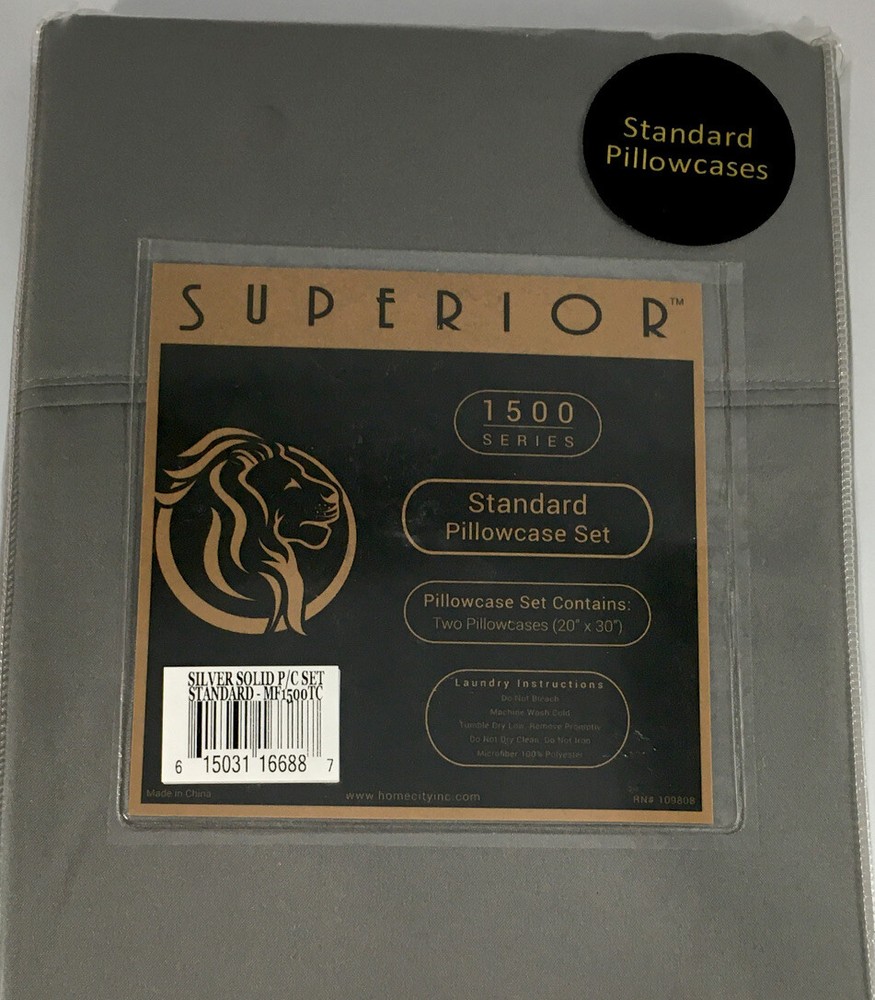 Standard
Pillowcases
SUPERIOR™
1500
SERIES
Standard
Pillowcase Set
Pillowcase Set Contains:
Two Pillowcases (20" x 30")
Laundry Instructions
Do Not Bleach
Machine Wash Cold
Tumble Dry Low. Remove Promptly
Do Not Dry Clean. Do Not Iron
Microfiber 100% Polyester
SILVER SOLID P/C SET
STANDARD - MF1500TC
6 15031 16688 7
Made in China
www.homecityinc.com
RN# 109808